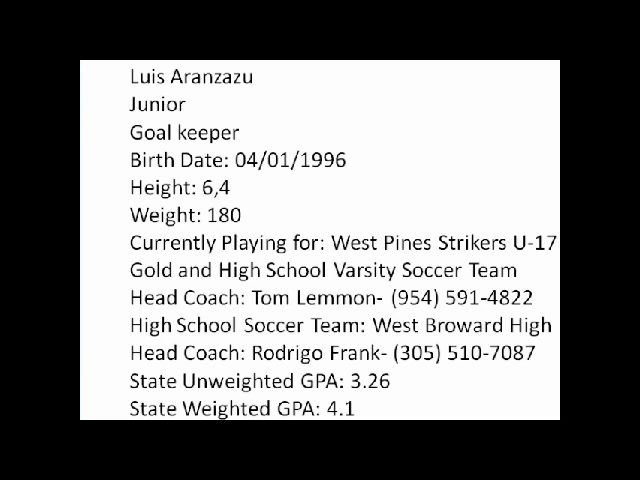 Luis Aranzazu
Junior
Goal keeper
Birth Date: 04/01/1996
Height: 6,4
Weight: 180
Currently Playing for: West Pines Strikers U-17
Gold and High School Varsity Soccer Team
Head Coach: Tom Lemmon- (954) 591-4822
High School Soccer Team: West Broward High
Head Coach: Rodrigo Frank- (305) 510-7087
State Unweighted GPA: 3.26
State Weighted GPA: 4.1